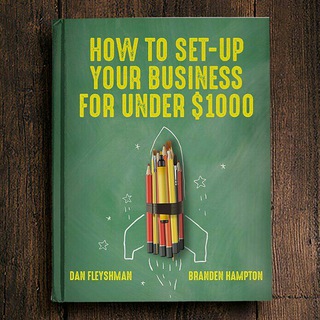 HOW TO SET-UP
YOUR BUSINESS
FOR UNDER $1000
DAN FLEYSHMAN
BRANDEN HAMPTON